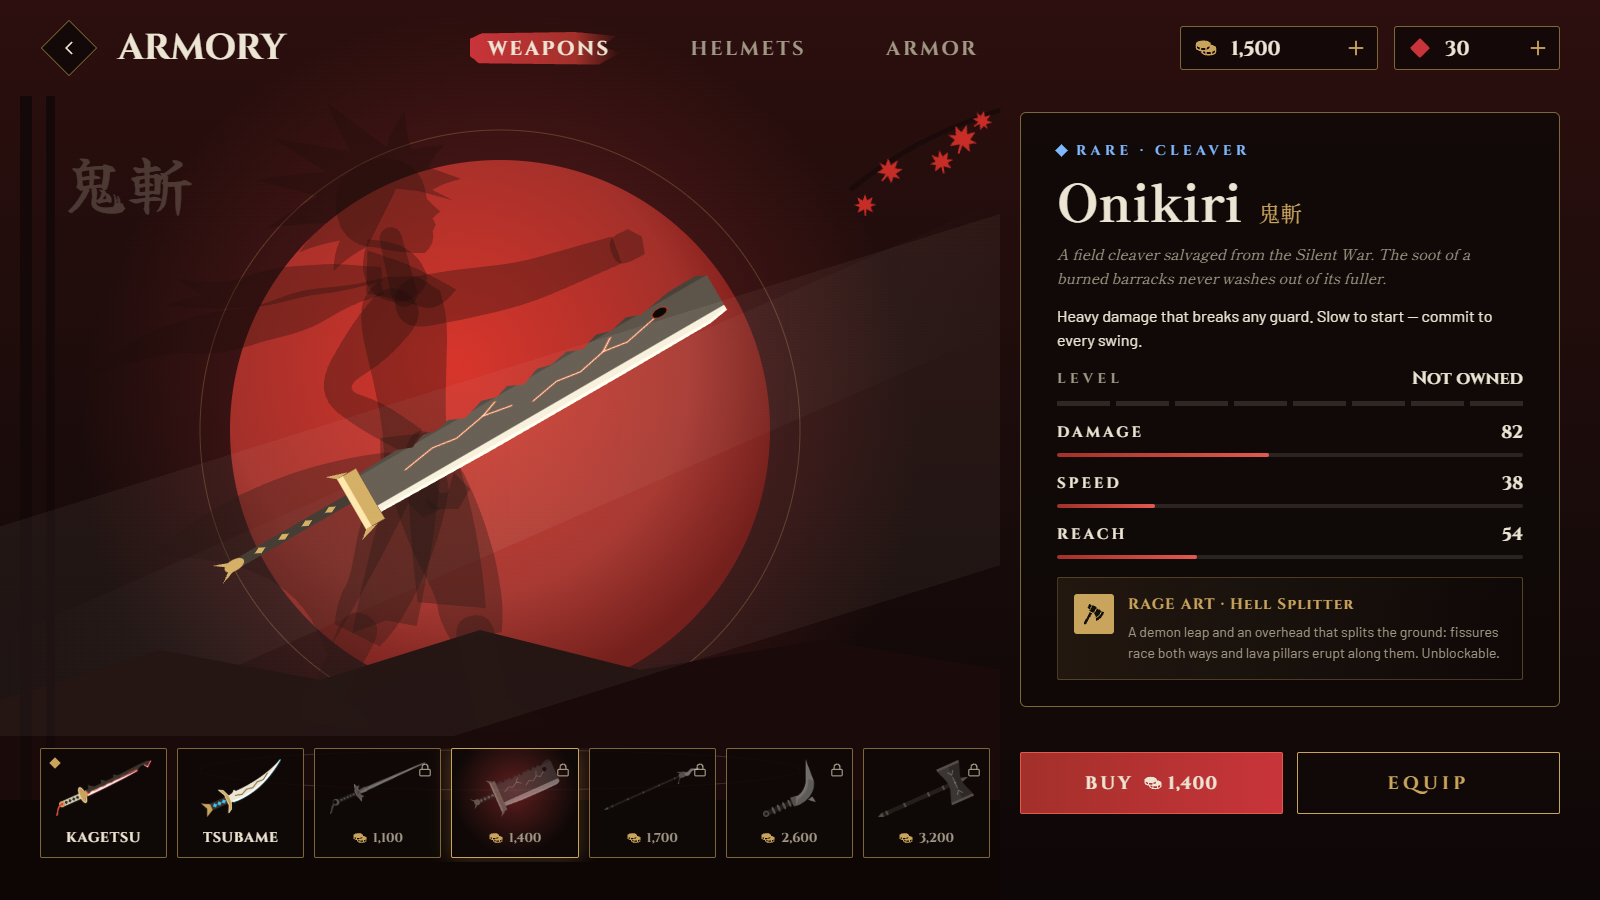 ARMORY
WEAPONS
HELMETS
ARMOR
1,500
30
鬼斬
RARE · CLEAVER
Onikiri 鬼斬
A field cleaver salvaged from the Silent War. The soot of a
burned barracks never washes out of its fuller.
Heavy damage that breaks any guard. Slow to start — commit to
every swing.
LEVEL NOT OWNED
DAMAGE 82
SPEED 38
REACH 54
RAGE ART · HELL SPLITTER
A demon leap and an overhead that splits the ground: fissures
race both ways and lava pillars erupt along them. Unblockable.
KAGETSU
TSUBAME
1,100
1,400
1,700
2,600
3,200
BUY 1,400
EQUIP